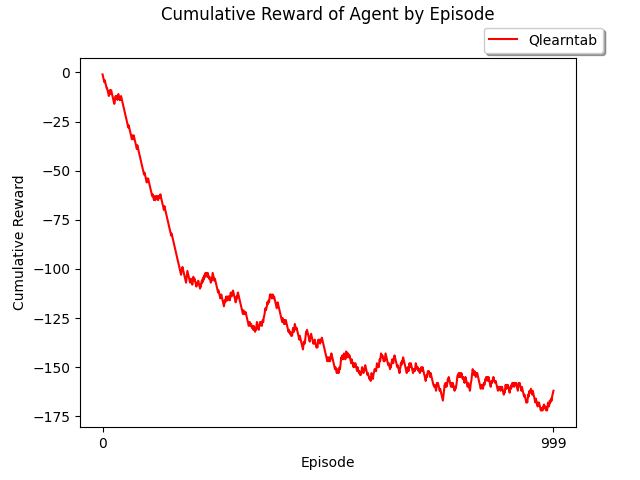 Cumulative Reward of Agent by Episode
Qlearntab
0
−25
−50
−75
−100
−125
−150
−175
Cumulative Reward
0
999
Episode